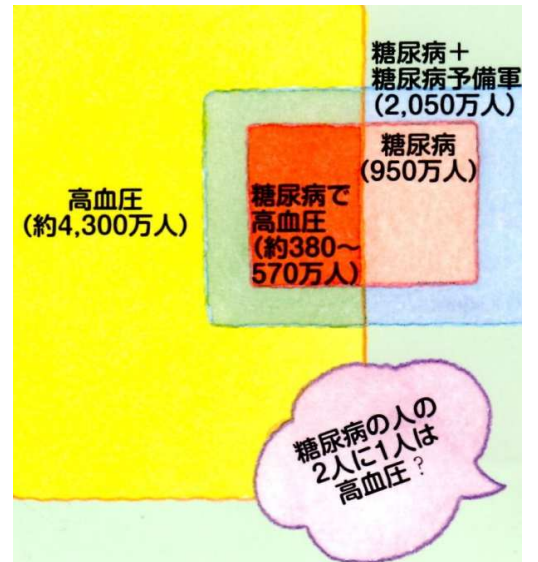 糖尿病＋
糖尿病予備軍
(2,050万人)
糖尿病
(950万人)
高血圧
(約4,300万人)
糖尿病で
高血圧
(約380～
570万人)
糖尿病の人の
2人に1人は
高血圧？